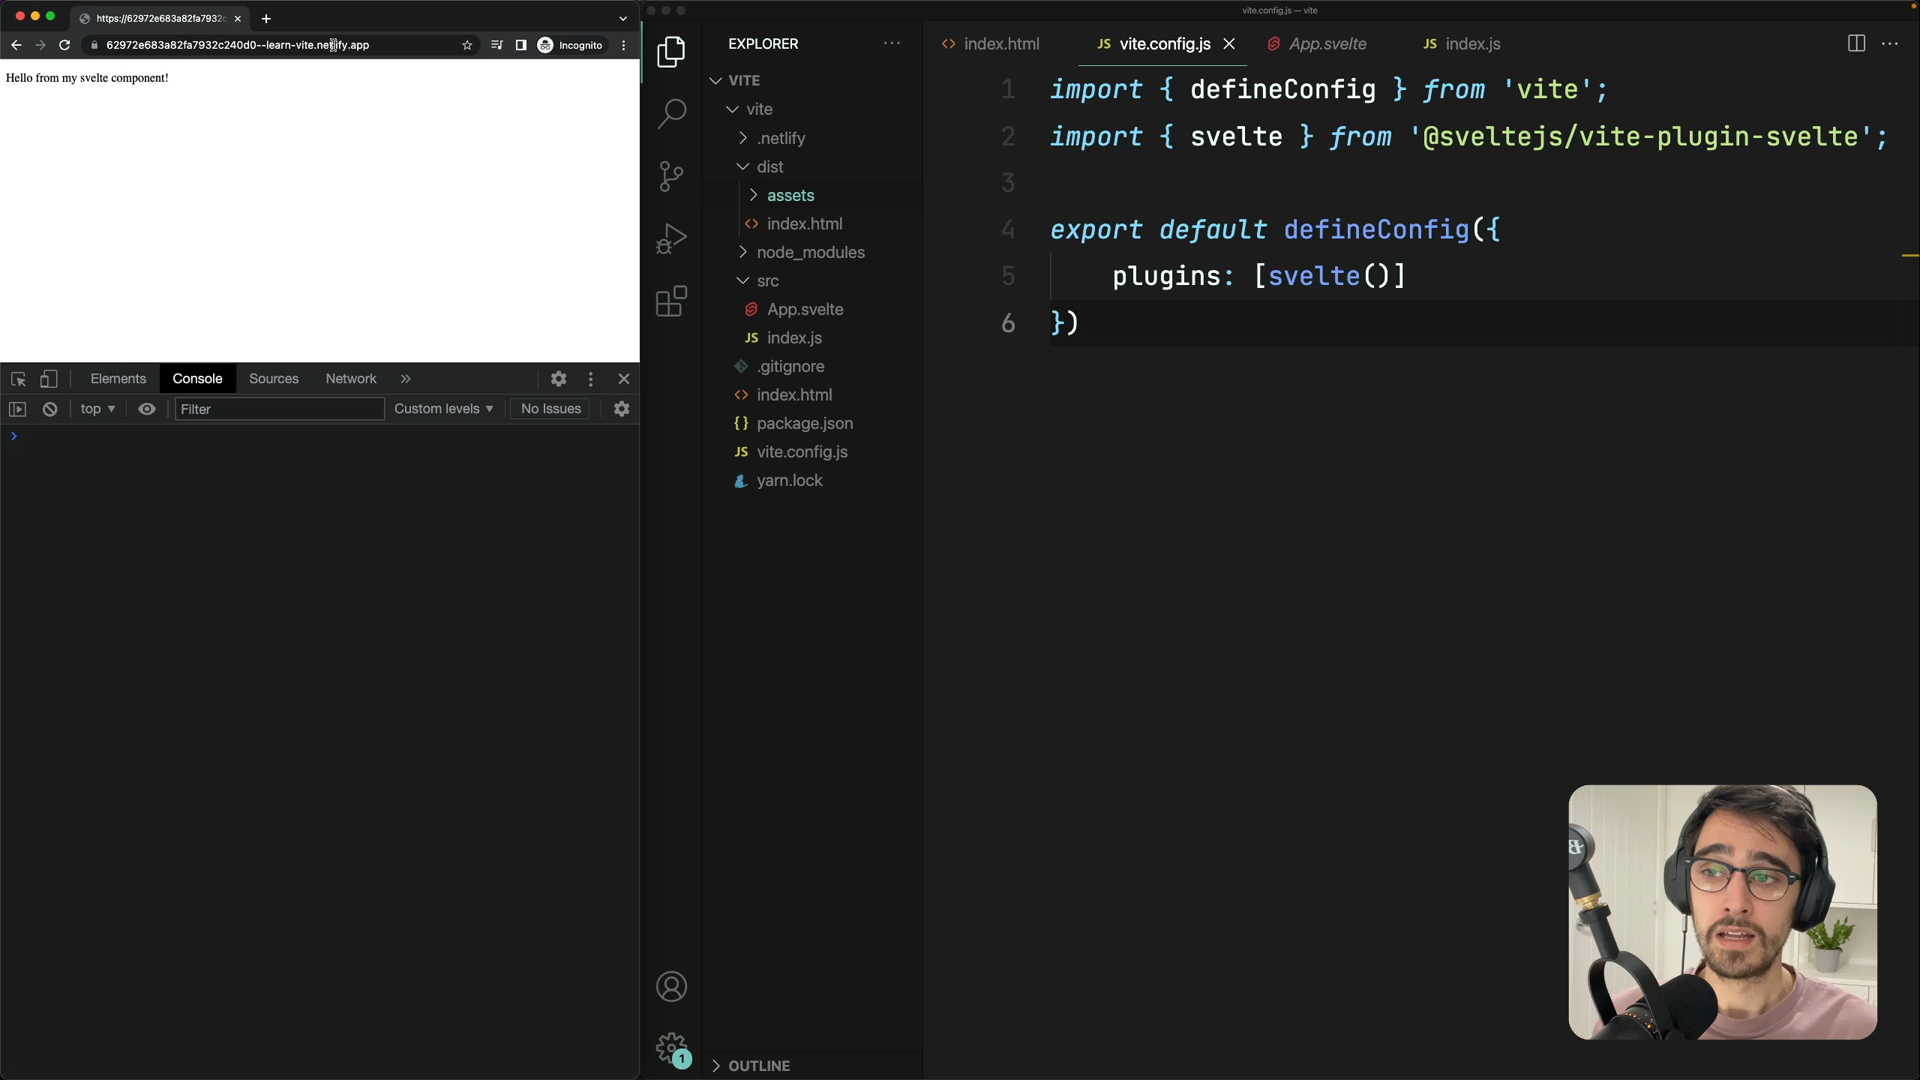 https://62972e683a82fa7932c
62972e683a82fa7932c240d0--learn-vite.netlify.app
Incognito
Hello from my svelte component!
Elements
Console
Sources
Network
top
Filter
Custom levels
No Issues
vite.config.js — vite
EXPLORER
VITE
vite
.netlify
dist
assets
<> index.html
node_modules
src
App.svelte
JS index.js
.gitignore
<> index.html
{} package.json
JS vite.config.js
yarn.lock
OUTLINE
1
<> index.html
JS vite.config.js
App.svelte
JS index.js
1 import { defineConfig } from 'vite';
2 import { svelte } from '@sveltejs/vite-plugin-svelte';
3
4 export default defineConfig({
5 plugins: [svelte()]
6 })